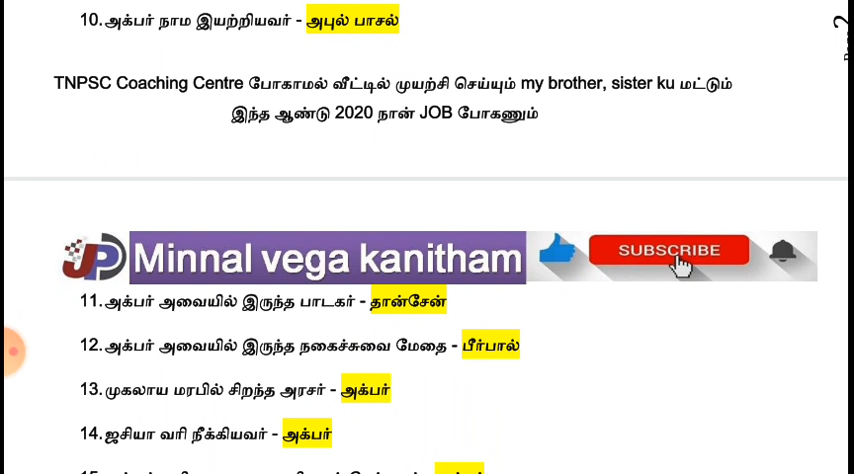 10.அக்பர் நாம இயற்றியவர் - அபுல் பாசல்
2
TNPSC Coaching Centre போகாமல் வீட்டில் முயற்சி செய்யும் my brother, sister ku மட்டும்
இந்த ஆண்டு 2020 நான் JOB போகணும்
JP Minnal vega kanitham SUBSCRIBE
11.அக்பர் அவையில் இருந்த பாடகர் - தான்சேன்
12.அக்பர் அவையில் இருந்த நகைச்சுவை மேதை - பீர்பால்
13.முகலாய மரபில் சிறந்த அரசர் - அக்பர்
14.ஜசியா வரி நீக்கியவர் - அக்பர்